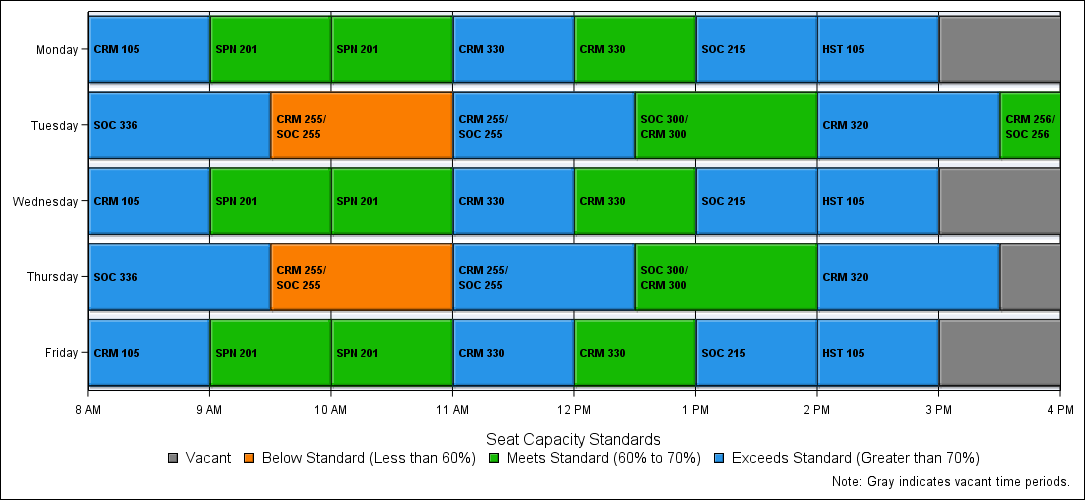 Monday
CRM 105
SPN 201
SPN 201
CRM 330
CRM 330
SOC 215
HST 105
Tuesday
SOC 336
CRM 255/
SOC 255
CRM 255/
SOC 255
SOC 300/
CRM 300
CRM 320
CRM 256/
SOC 256
Wednesday
CRM 105
SPN 201
SPN 201
CRM 330
CRM 330
SOC 215
HST 105
Thursday
SOC 336
CRM 255/
SOC 255
CRM 255/
SOC 255
SOC 300/
CRM 300
CRM 320
Friday
CRM 105
SPN 201
SPN 201
CRM 330
CRM 330
SOC 215
HST 105
8 AM
9 AM
10 AM
11 AM
12 PM
1 PM
2 PM
3 PM
4 PM
Seat Capacity Standards
Vacant
Below Standard (Less than 60%)
Meets Standard (60% to 70%)
Exceeds Standard (Greater than 70%)
Note: Gray indicates vacant time periods.